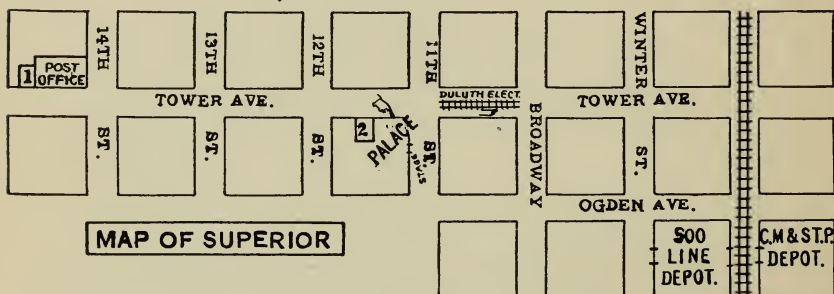 14TH
13TH
12TH
11TH
WINTER
1 POST
OFFICE
TOWER AVE.
DULUTH ELECT.
TOWER AVE.
ST.
ST.
ST.
2
PALACE
ST.
BROADWAY
ST.
OGDEN AVE.
MAP OF SUPERIOR
SOO
LINE
DEPOT.
C.M & ST.P.
DEPOT.